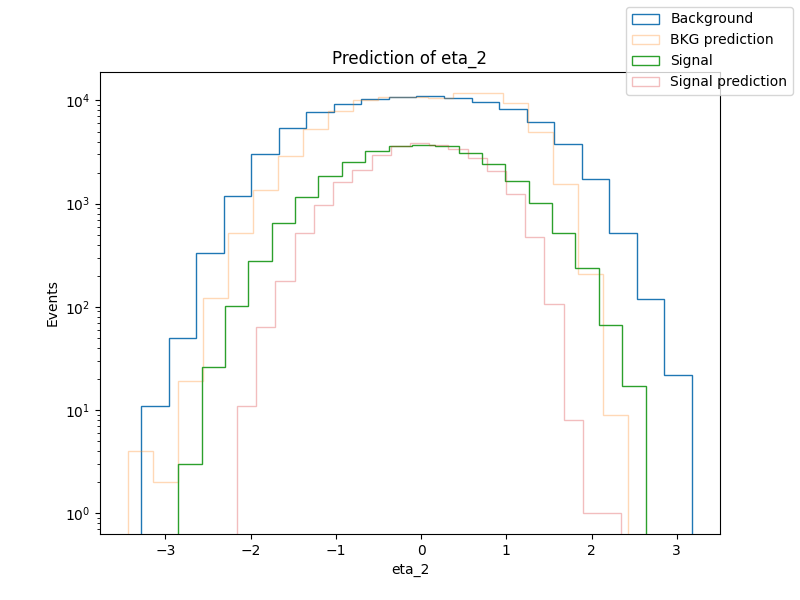 Prediction of eta_2
Background
BKG prediction
Signal
Signal prediction
Events
10⁴
10³
10²
10¹
10⁰
−3
−2
−1
0
1
2
3
eta_2